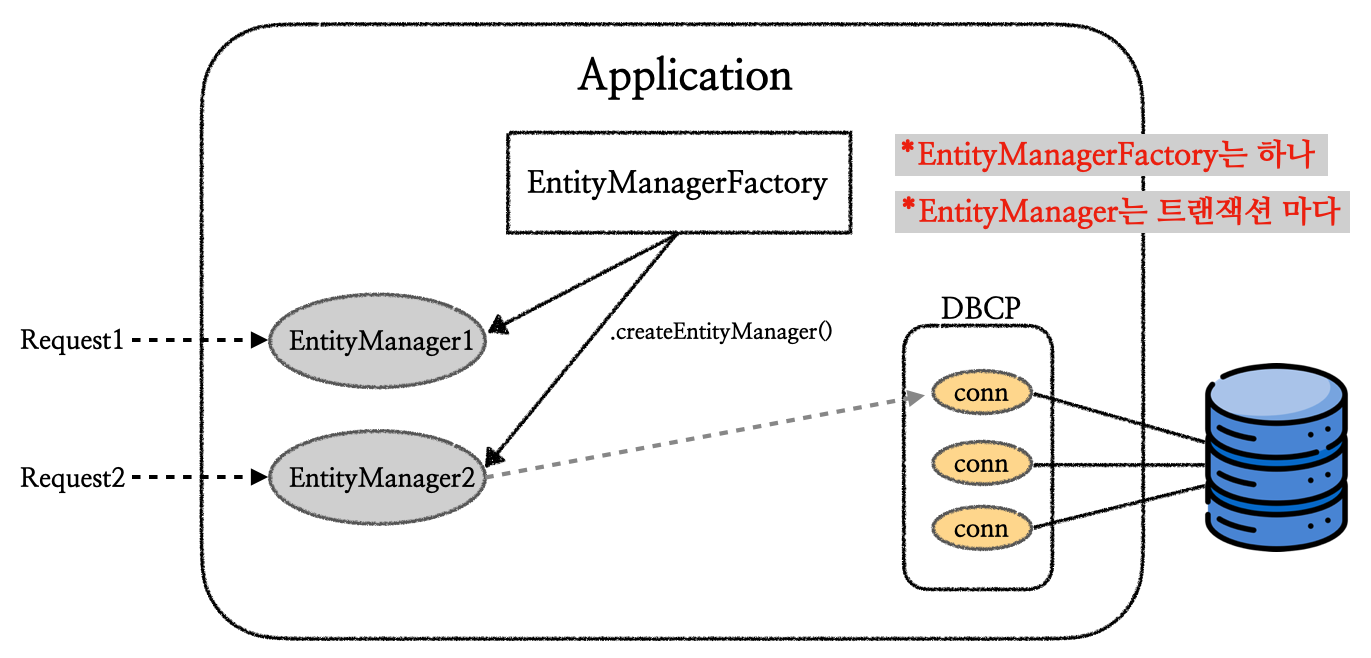 Application
*EntityManagerFactory는 하나
EntityManagerFactory
*EntityManager는 트랜잭션 마다
DBCP
Request1
EntityManager1
.createEntityManager()
conn
conn
Request2
EntityManager2
conn